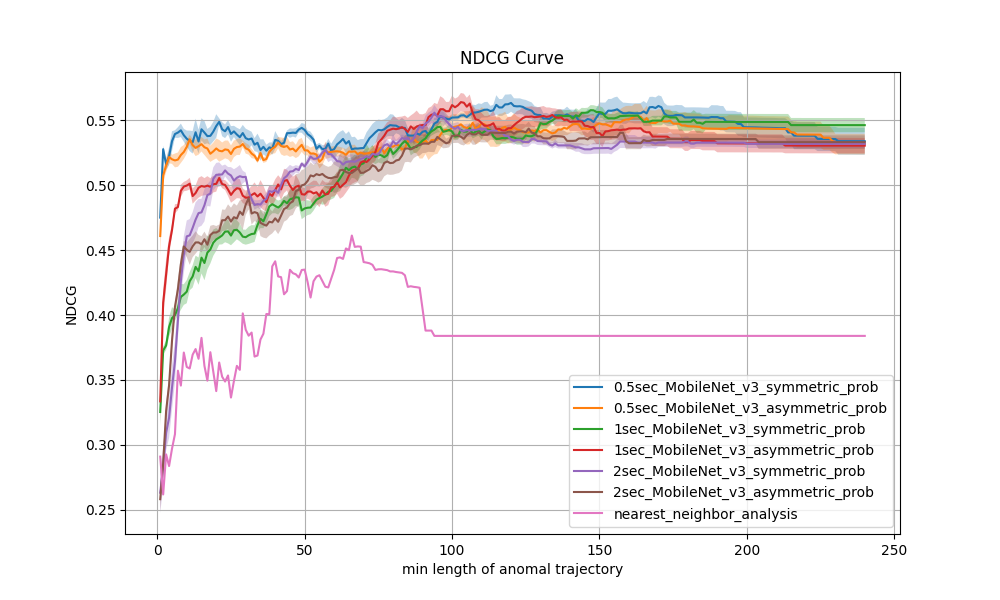 NDCG Curve
NDCG
0.55
0.50
0.45
0.40
0.35
0.30
0.25
0.5sec_MobileNet_v3_symmetric_prob
0.5sec_MobileNet_v3_asymmetric_prob
1sec_MobileNet_v3_symmetric_prob
1sec_MobileNet_v3_asymmetric_prob
2sec_MobileNet_v3_symmetric_prob
2sec_MobileNet_v3_asymmetric_prob
nearest_neighbor_analysis
0 50 100 150 200 250
min length of anomal trajectory